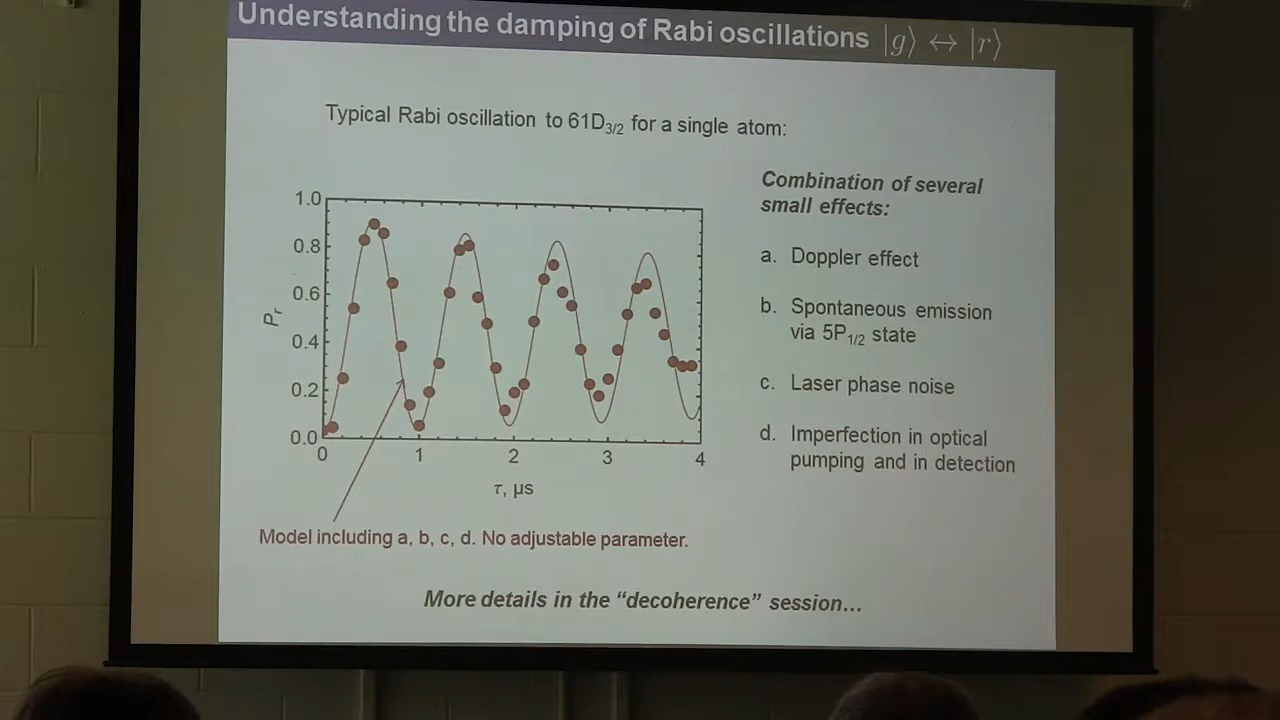 Understanding the damping of Rabi oscillations |g⟩ ↔ |r⟩
Typical Rabi oscillation to 61D3/2 for a single atom:
Combination of several
small effects:
a. Doppler effect
b. Spontaneous emission
via 5P1/2 state
c. Laser phase noise
d. Imperfection in optical
pumping and in detection
1.0
0.8
0.6
0.4
0.2
0.0
Pr
0 1 2 3 4
τ, μs
Model including a, b, c, d. No adjustable parameter.
More details in the “decoherence” session…